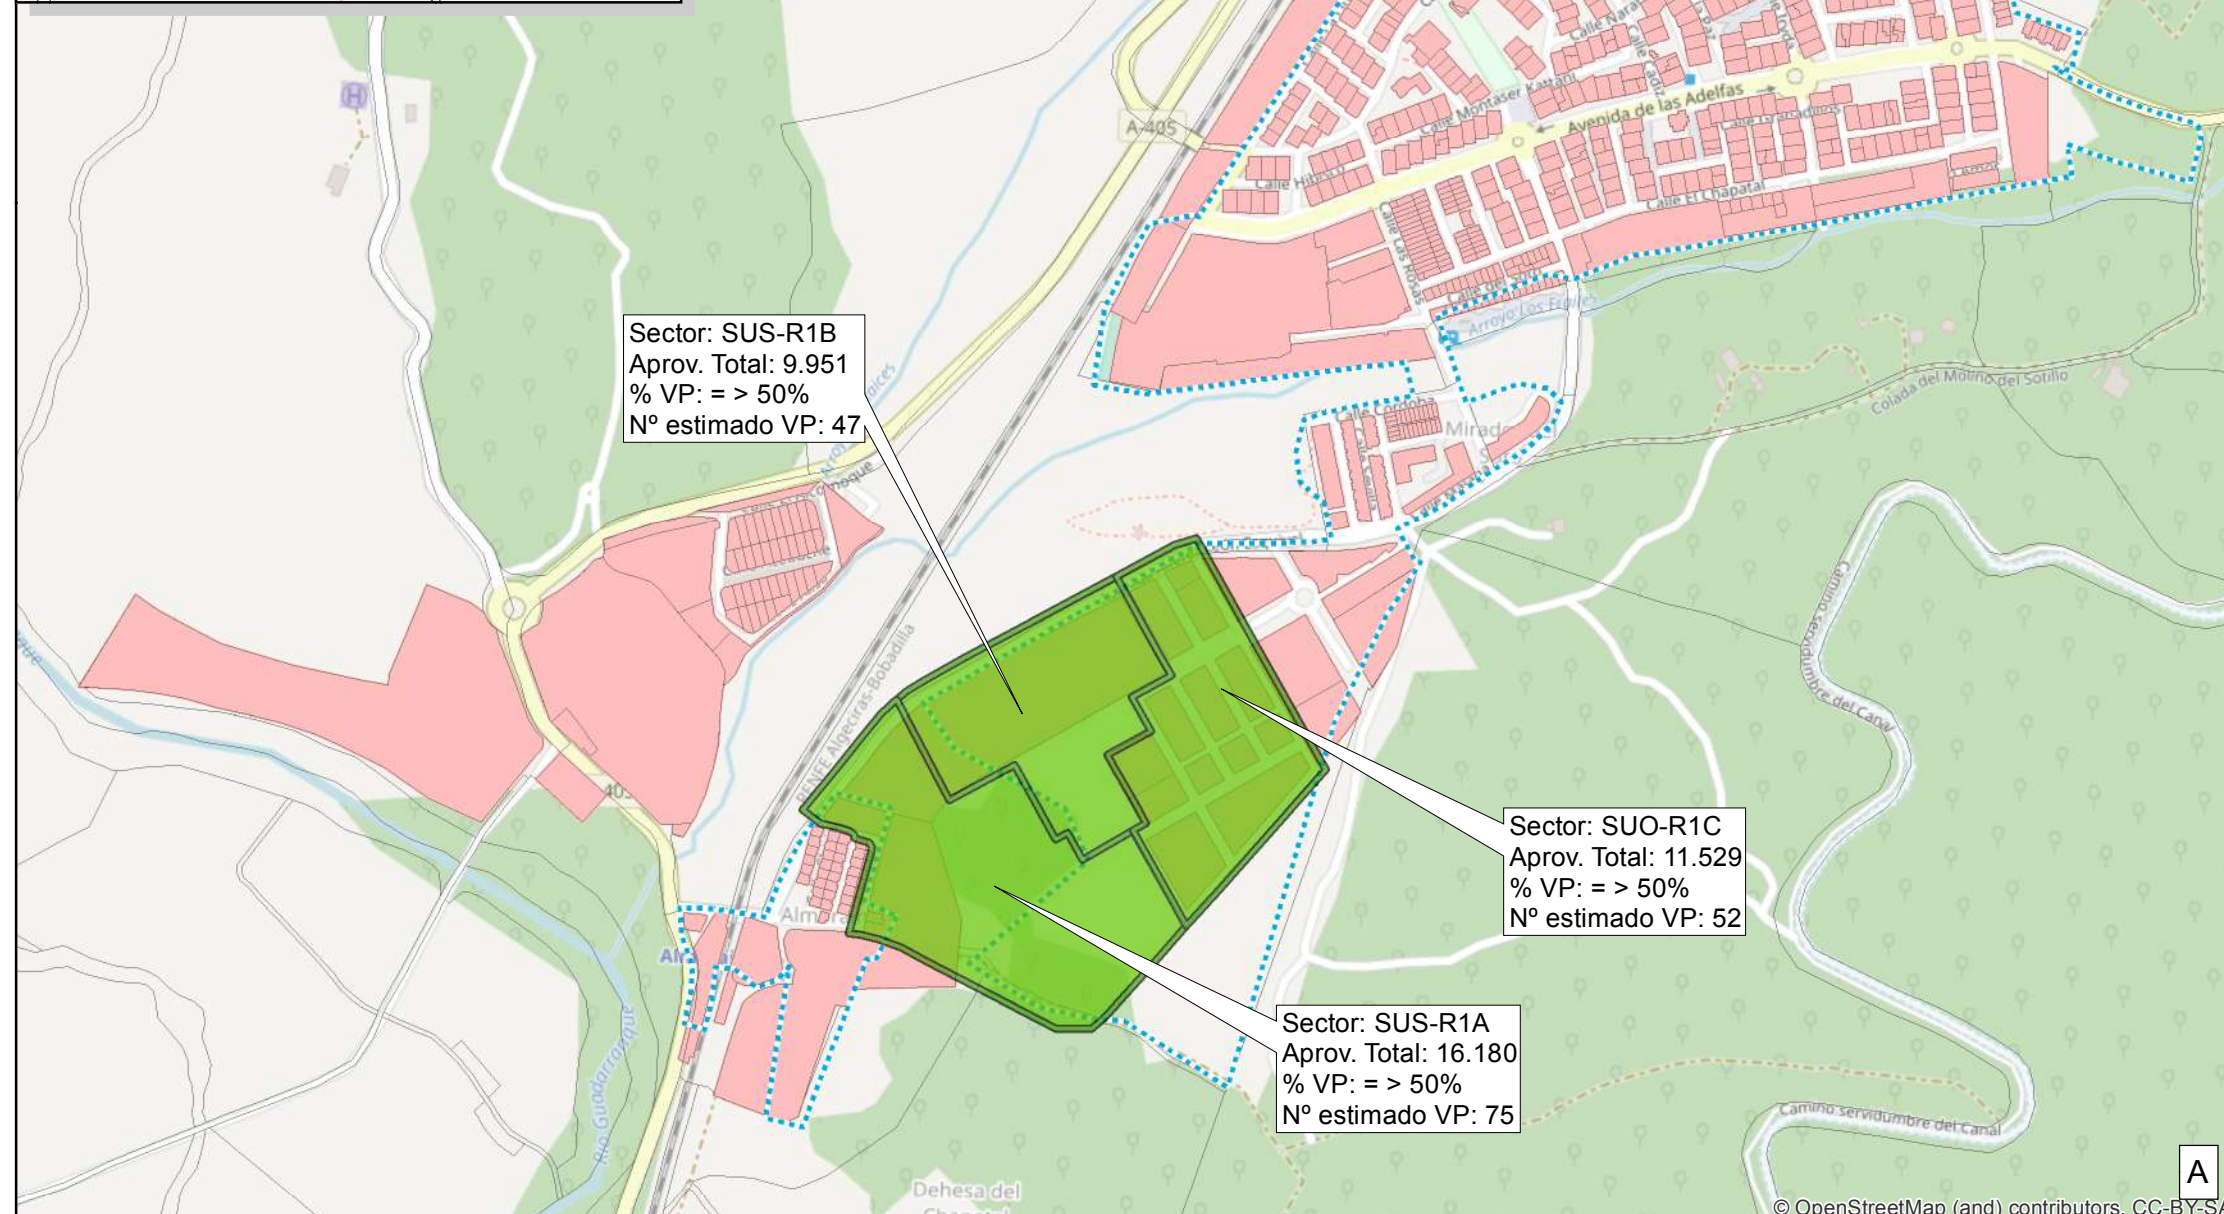 H
A-405
Calle Montaser Kattani
Calle Cádiz
Avenida de las Adelfas
Calle Hibisco
Calle Las Rosas
Calle El Chapatal
Arroyo Los Frailes
Colada del Molino del Sotillo
Sector: SUS-R1B
Aprov. Total: 9.951
% VP: = > 50%
Nº estimado VP: 47
Calle Córdoba
Camino servidumbre del Canal
RENFE Algeciras-Bobadilla
Sector: SUO-R1C
Aprov. Total: 11.529
% VP: = > 50%
Nº estimado VP: 52
Sector: SUS-R1A
Aprov. Total: 16.180
% VP: = > 50%
Nº estimado VP: 75
Río Guadarranque
Camino servidumbre del Canal
Dehesa del
A
© OpenStreetMap (and) contributors, CC-BY-SA